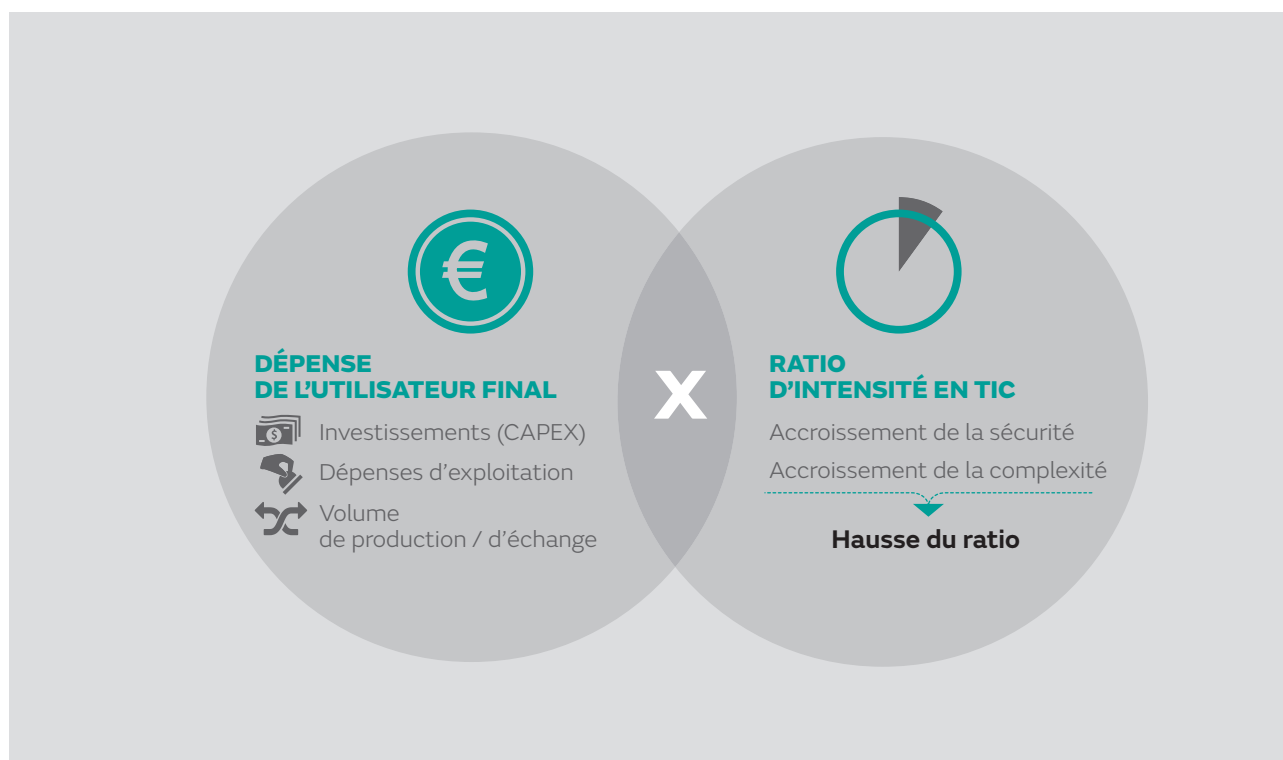 €
DÉPENSE
DE L'UTILISATEUR FINAL
$
Investissements (CAPEX)
Dépenses d'exploitation
Volume
de production / d'échange
X
RATIO
D'INTENSITÉ EN TIC
Accroissement de la sécurité
Accroissement de la complexité
Hausse du ratio